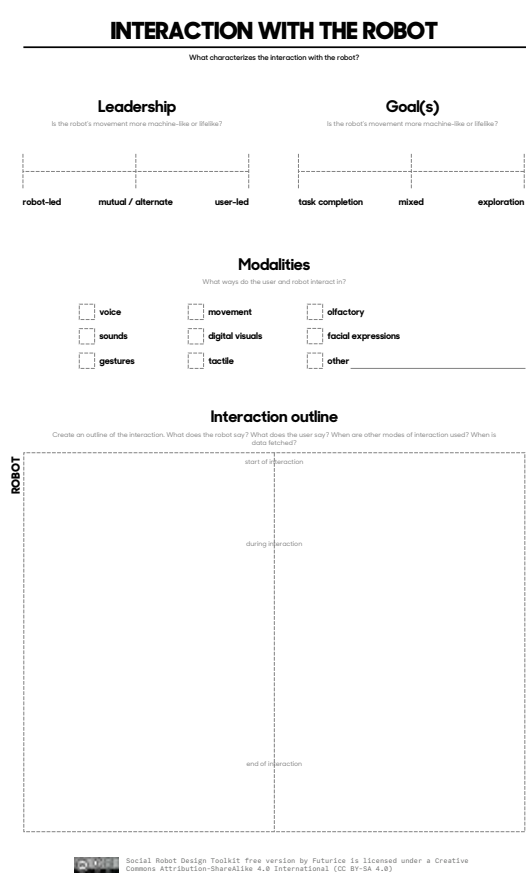 INTERACTION WITH THE ROBOT
What characterizes the interaction with the robot?
Leadership
Is the robot's movement more machine-like or lifelike?
robot-led mutual / alternate user-led
Goal(s)
Is the robot's movement more machine-like or lifelike?
task completion mixed exploration
Modalities
What ways do the user and robot interact in?
voice movement olfactory
sounds digital visuals facial expressions
gestures tactile other
Interaction outline
Create an outline of the interaction. What does the robot say? What does the user say? When are other modes of interaction used? When is
data fetched?
ROBOT
start of interaction
during interaction
end of interaction
Social Robot Design Toolkit free version by Futurice is licensed under a Creative
Commons Attribution-ShareAlike 4.0 International (CC BY-SA 4.0)